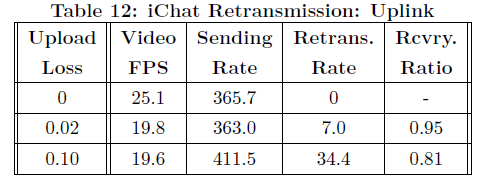 Table 12: iChat Retransmission: Uplink
Upload Video Sending Retrans. Rcvry.
Loss FPS Rate Rate Ratio
0 25.1 365.7 0 -
0.02 19.8 363.0 7.0 0.95
0.10 19.6 411.5 34.4 0.81